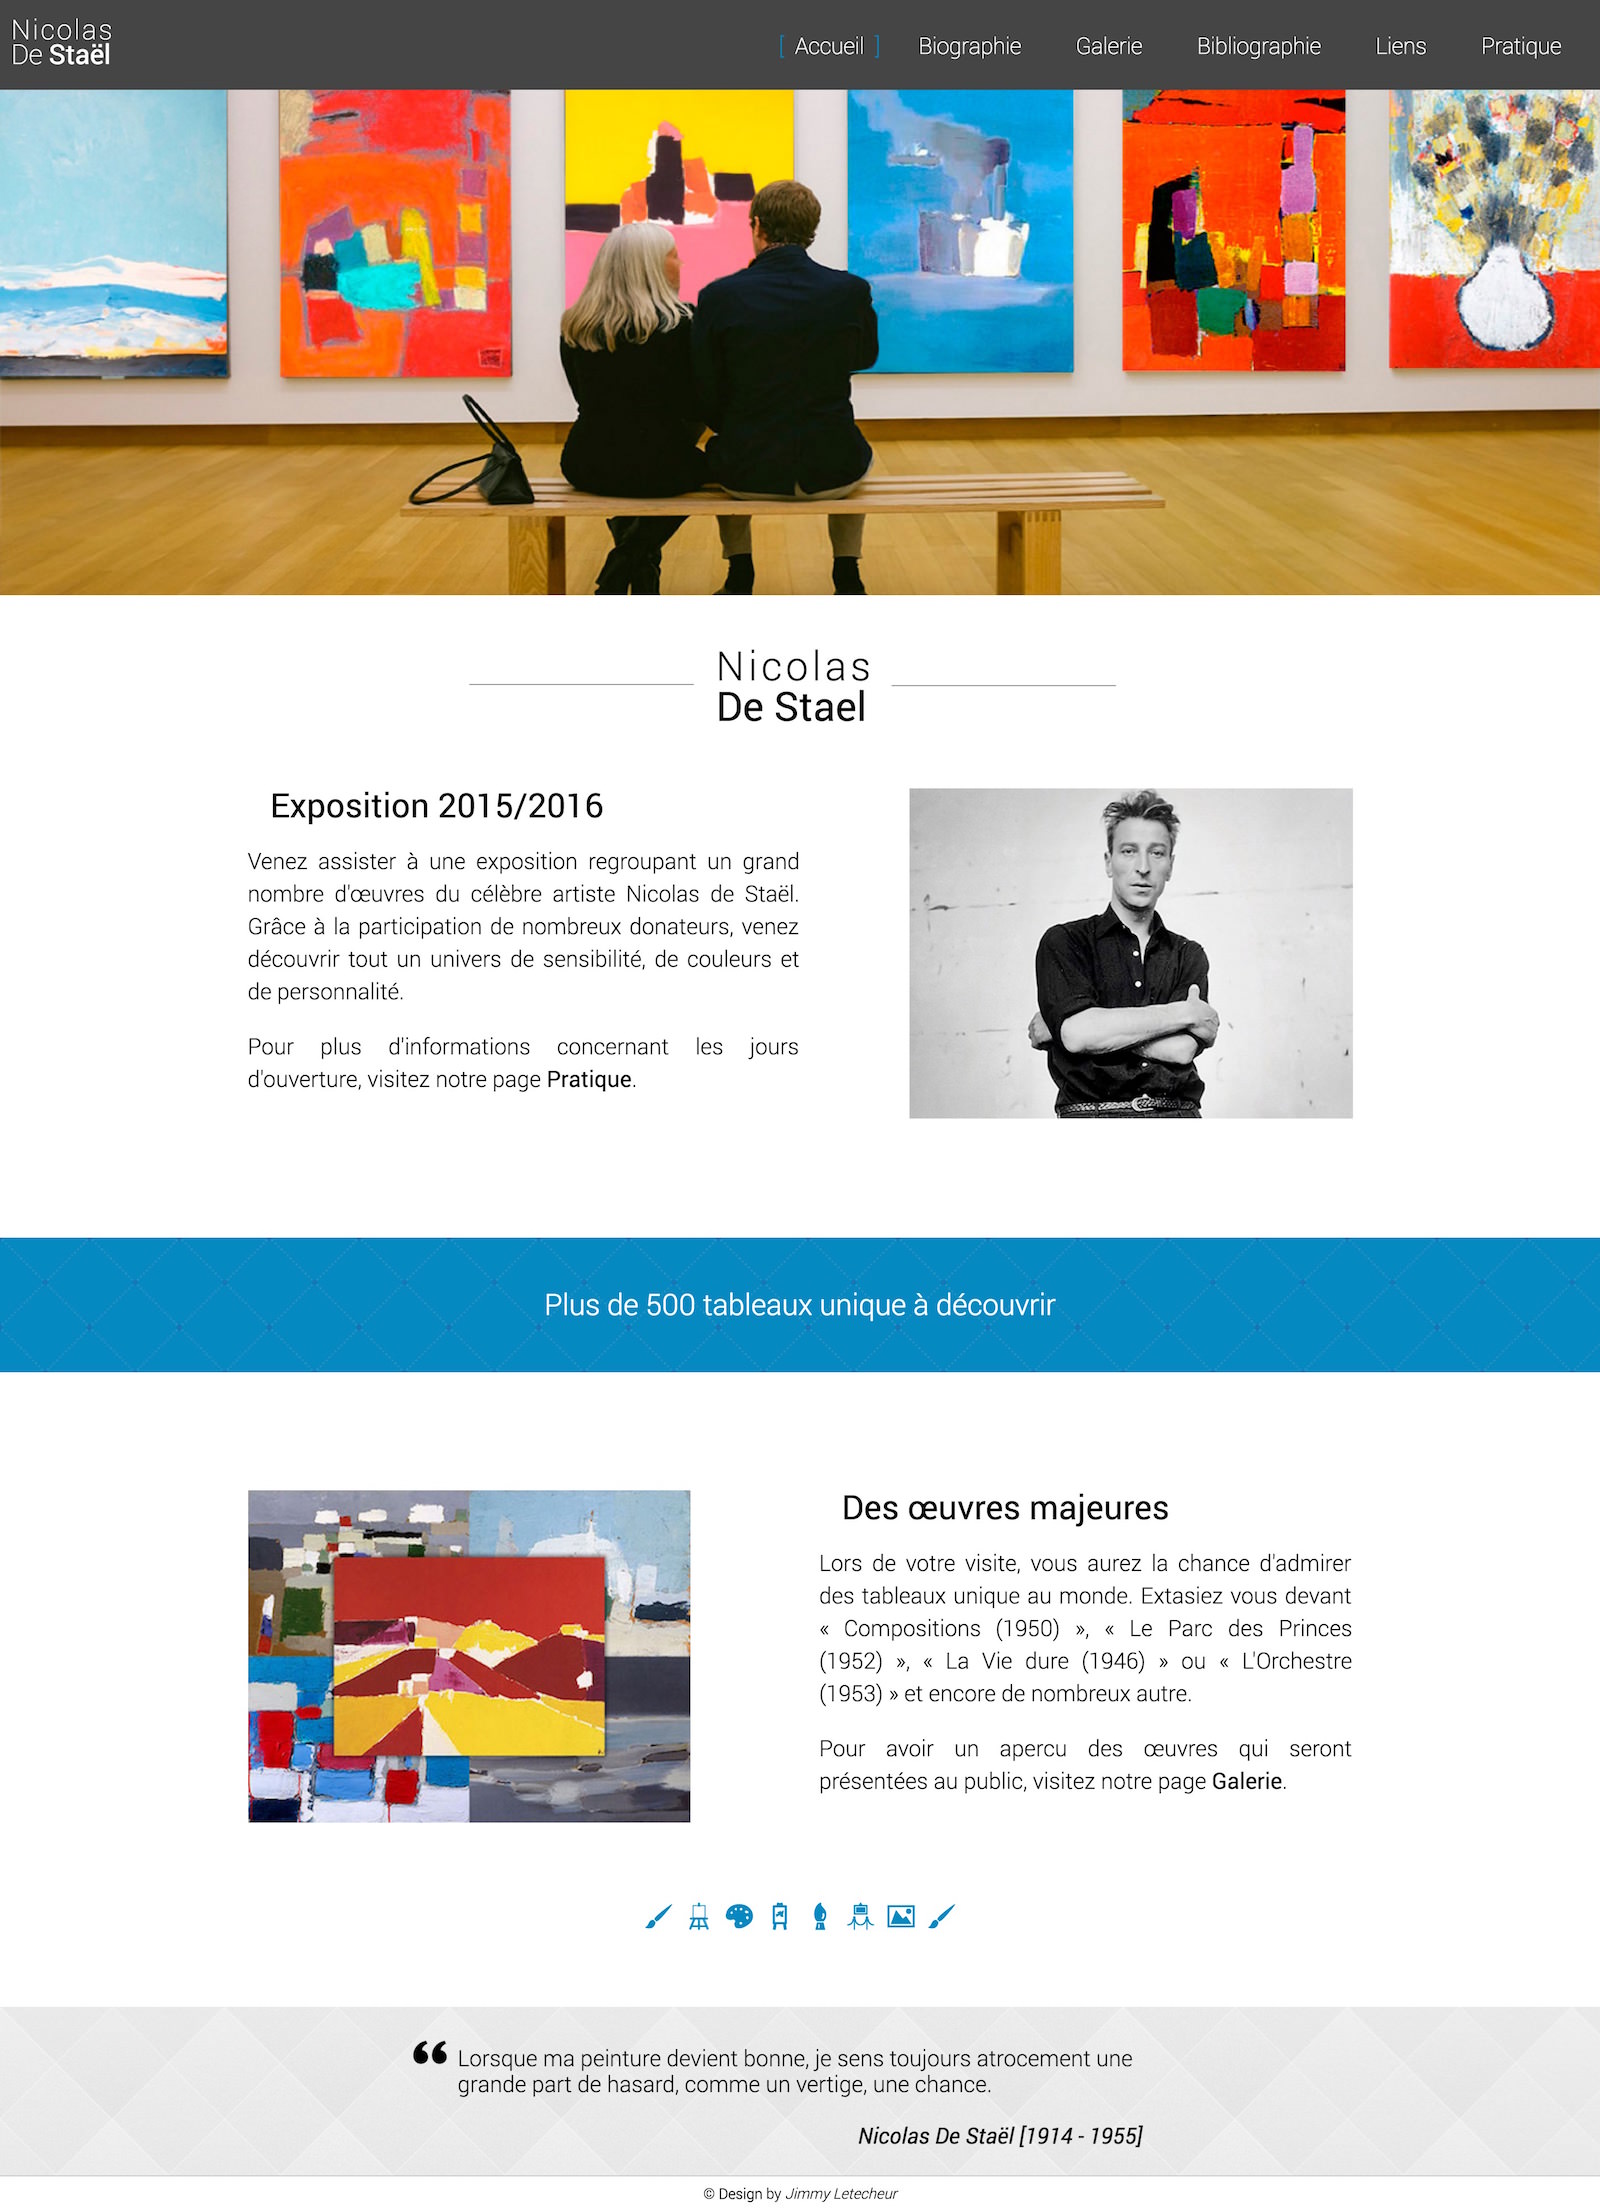 Nicolas
De Staël
[ Accueil ] Biographie Galerie Bibliographie Liens Pratique
Nicolas
De Stael
Exposition 2015/2016
Venez assister à une exposition regroupant un grand
nombre d'œuvres du célèbre artiste Nicolas de Staël.
Grâce à la participation de nombreux donateurs, venez
découvrir tout un univers de sensibilité, de couleurs et
de personnalité.
Pour plus d'informations concernant les jours
d'ouverture, visitez notre page Pratique.
Plus de 500 tableaux unique à découvrir
Des œuvres majeures
Lors de votre visite, vous aurez la chance d'admirer
des tableaux unique au monde. Extasiez vous devant
« Compositions (1950) », « Le Parc des Princes
(1952) », « La Vie dure (1946) » ou « L'Orchestre
(1953) » et encore de nombreux autre.
Pour avoir un apercu des œuvres qui seront
présentées au public, visitez notre page Galerie.
“ Lorsque ma peinture devient bonne, je sens toujours atrocement une
grande part de hasard, comme un vertige, une chance.
Nicolas De Staël [1914 - 1955]
© Design by Jimmy Letecheur